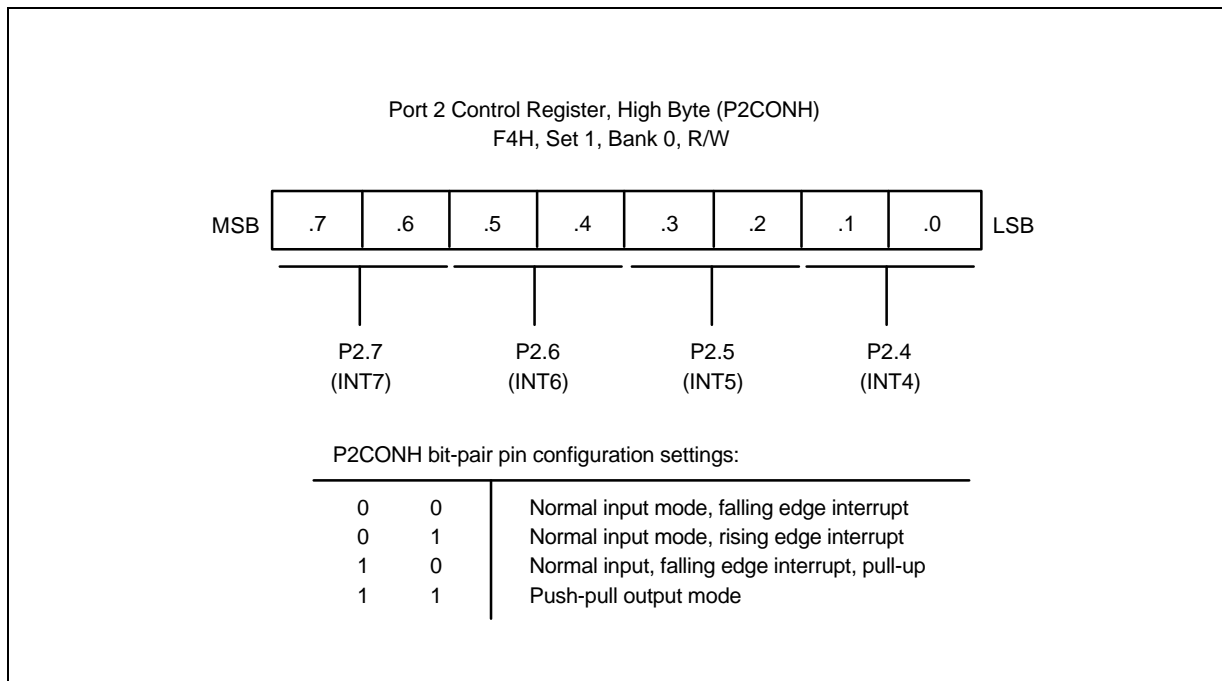 Port 2 Control Register, High Byte (P2CONH)
F4H, Set 1, Bank 0, R/W
MSB .7 .6 .5 .4 .3 .2 .1 .0 LSB
P2.7 P2.6 P2.5 P2.4
(INT7) (INT6) (INT5) (INT4)
P2CONH bit-pair pin configuration settings:
0 0 Normal input mode, falling edge interrupt
0 1 Normal input mode, rising edge interrupt
1 0 Normal input, falling edge interrupt, pull-up
1 1 Push-pull output mode